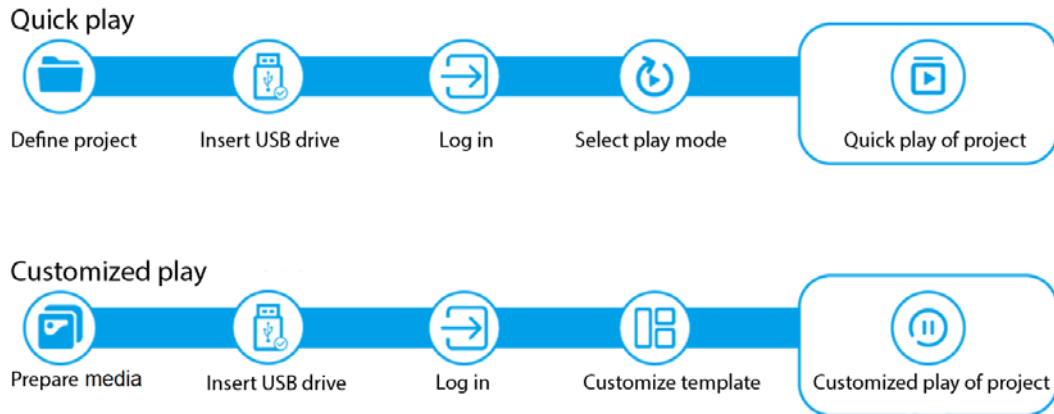 Quick play
Define project
Insert USB drive
Log in
Select play mode
Quick play of project
Customized play
Prepare media
Insert USB drive
Log in
Customize template
Customized play of project